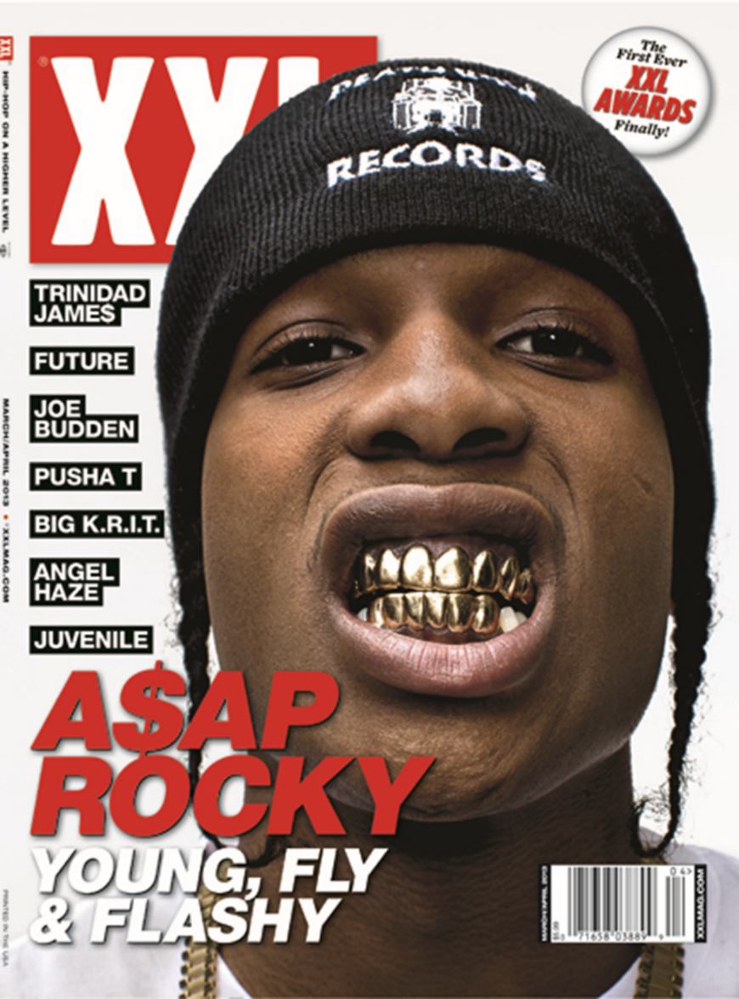 XXL
®
The
First Ever
XXL
AWARDS
Finally!
RECORDS
TRINIDAD
JAME$
FUTURE
JOE
BUDDEN
PUSHA T
BIG K.R.I.T.
ANGEL
HAZE
JUVENILE
A$AP
ROCKY
YOUNG, FLY
& FLASHY
XXL
HIP-HOP ON A HIGHER LEVEL
MARCH/APRIL 2013 • XXLMAG.COM
PRINTED IN THE USA
MARCH/APRIL 2013
04>
71658 03889
XXLMAG.COM